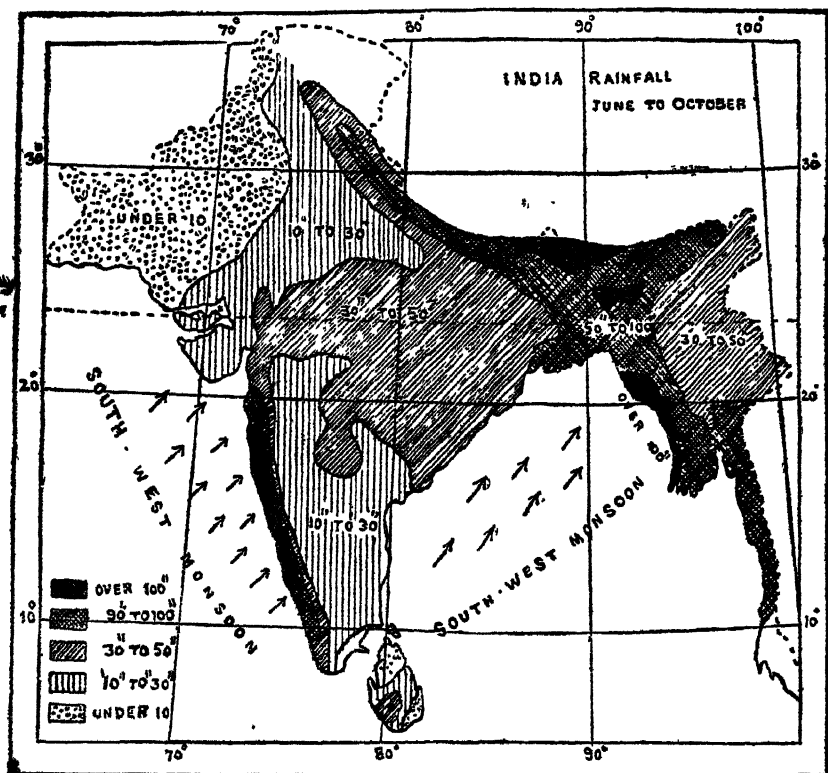 70° 80° 90° 100°
INDIA RAINFALL
JUNE TO OCTOBER
30° 30°
UNDER 10
10" TO 30"
30" TO 50"
50" TO 100"
30" TO 50"
20° 20°
OVER 100"
SOUTH-WEST MONSOON
10" TO 30"
SOUTH-WEST MONSOON
OVER 100"
90" TO 100"
10° 10°
30" TO 50"
10" TO 30"
UNDER 10
70° 80° 90°